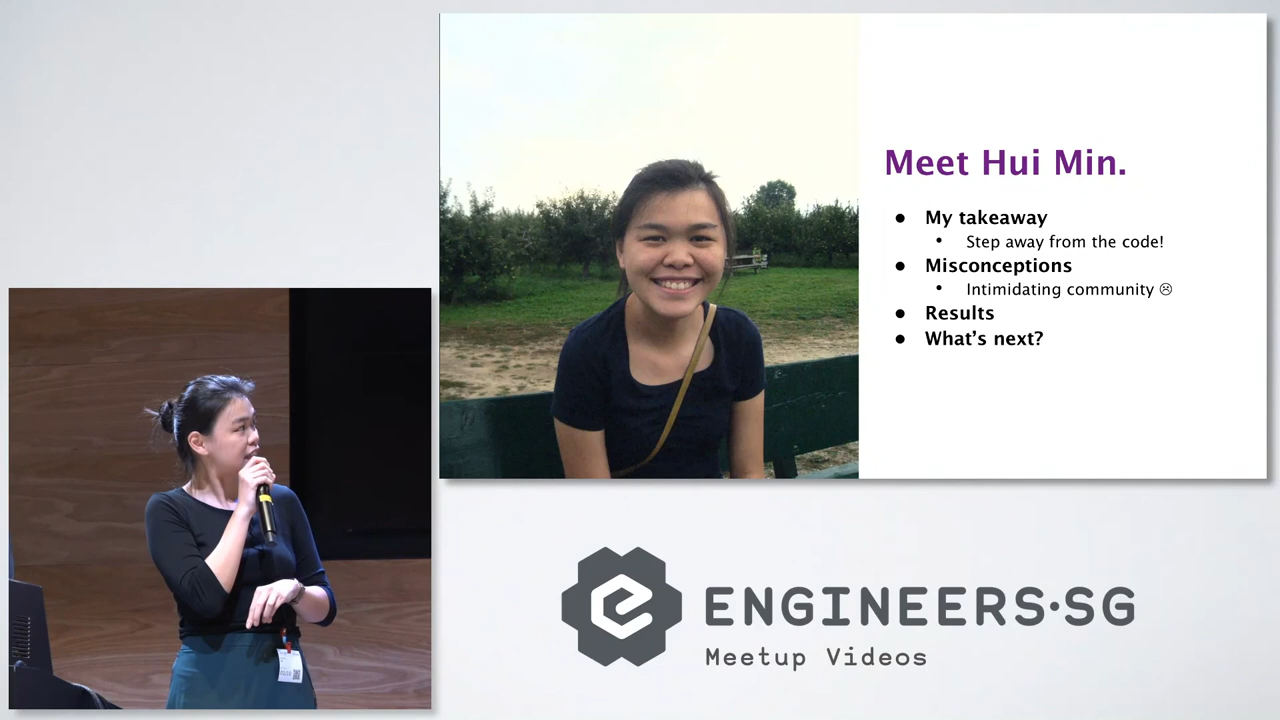 Meet Hui Min.
● My takeaway
• Step away from the code!
● Misconceptions
• Intimidating community ☹
● Results
● What’s next?
ENGINEERS·SG
Meetup Videos